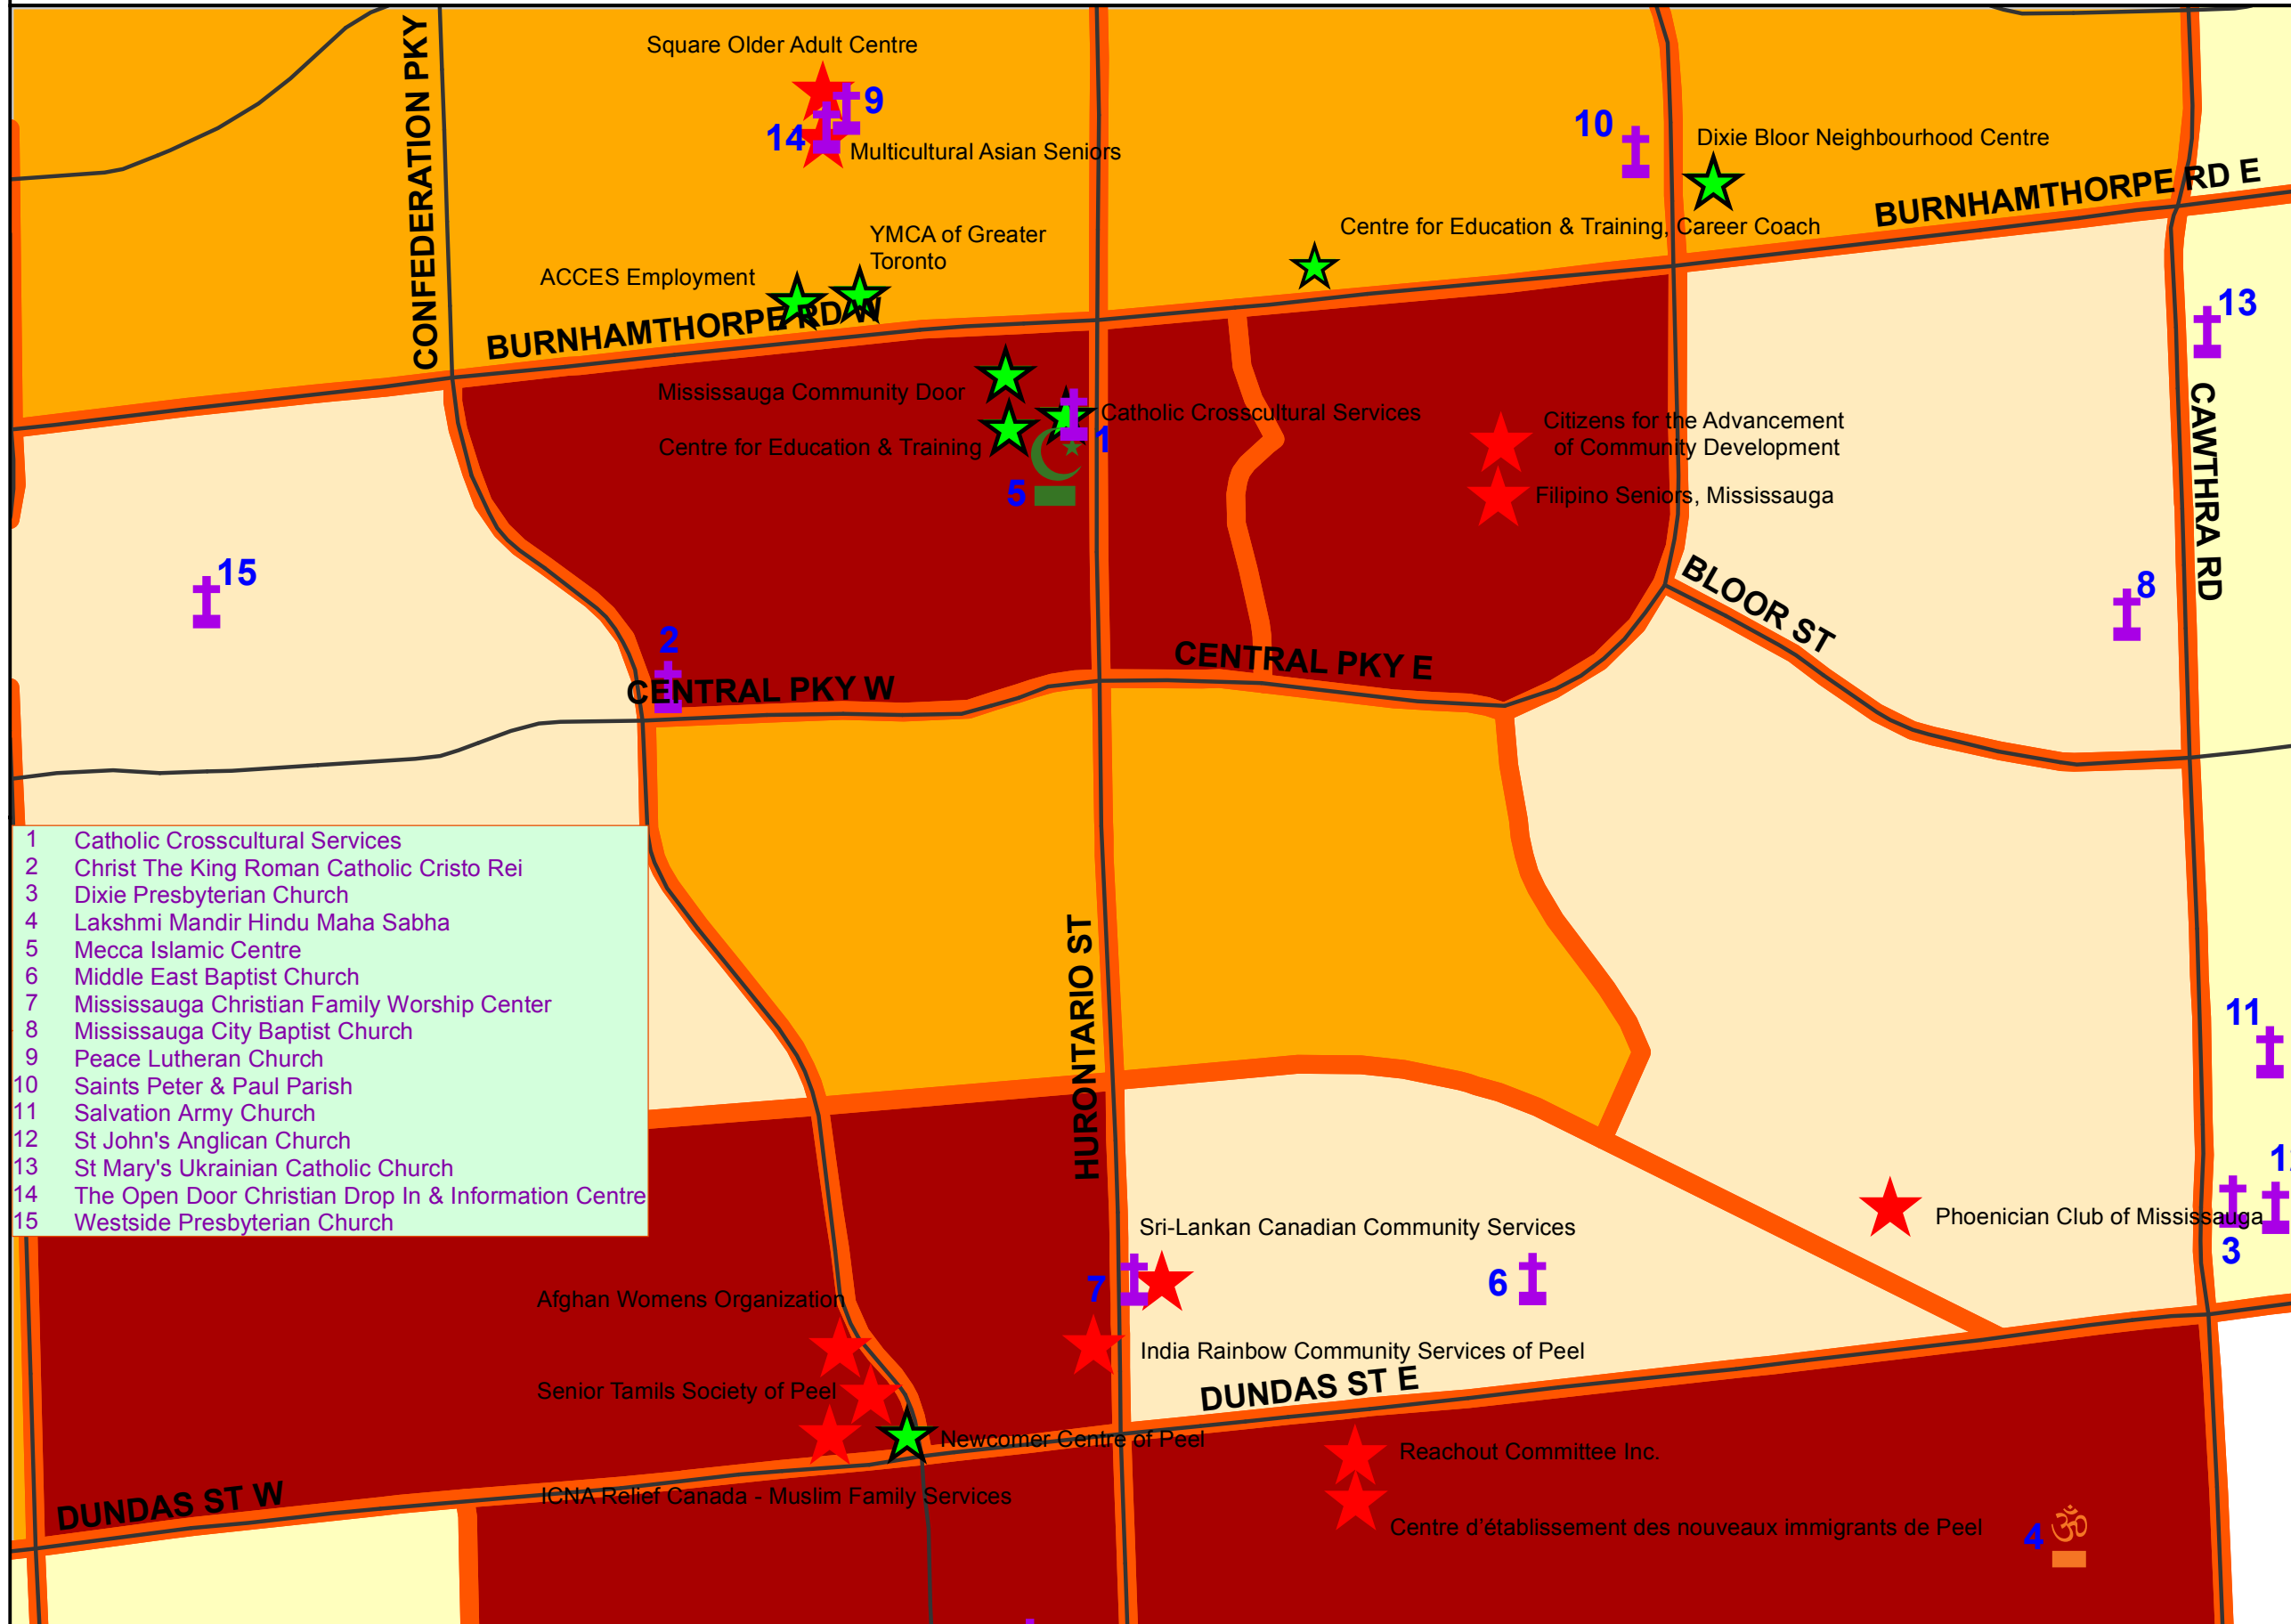 CONFEDERATION PKY
Square Older Adult Centre
9
14
Multicultural Asian Seniors
10
Dixie Bloor Neighbourhood Centre
BURNHAMTHORPE RD E
YMCA of Greater
Toronto
Centre for Education & Training, Career Coach
ACCES Employment
BURNHAMTHORPE RD W
13
Mississauga Community Door
Catholic Crosscultural Services
1
Centre for Education & Training
5
Citizens for the Advancement
of Community Development
Filipino Seniors, Mississauga
CAWTHRA RD
15
8
BLOOR ST
2
CENTRAL PKY W
CENTRAL PKY E
1 Catholic Crosscultural Services
2 Christ The King Roman Catholic Cristo Rei
3 Dixie Presbyterian Church
4 Lakshmi Mandir Hindu Maha Sabha
5 Mecca Islamic Centre
6 Middle East Baptist Church
7 Mississauga Christian Family Worship Center
8 Mississauga City Baptist Church
9 Peace Lutheran Church
10 Saints Peter & Paul Parish
11 Salvation Army Church
12 St John's Anglican Church
13 St Mary's Ukrainian Catholic Church
14 The Open Door Christian Drop In & Information Centre
15 Westside Presbyterian Church
HURONTARIO ST
11
Phoenician Club of Mississauga
3
Sri-Lankan Canadian Community Services
7
6
Afghan Womens Organization
India Rainbow Community Services of Peel
DUNDAS ST E
Senior Tamils Society of Peel
Newcomer Centre of Peel
Reachout Committee Inc.
DUNDAS ST W
ICNA Relief Canada - Muslim Family Services
Centre d'établissement des nouveaux immigrants de Peel
4
ॐ